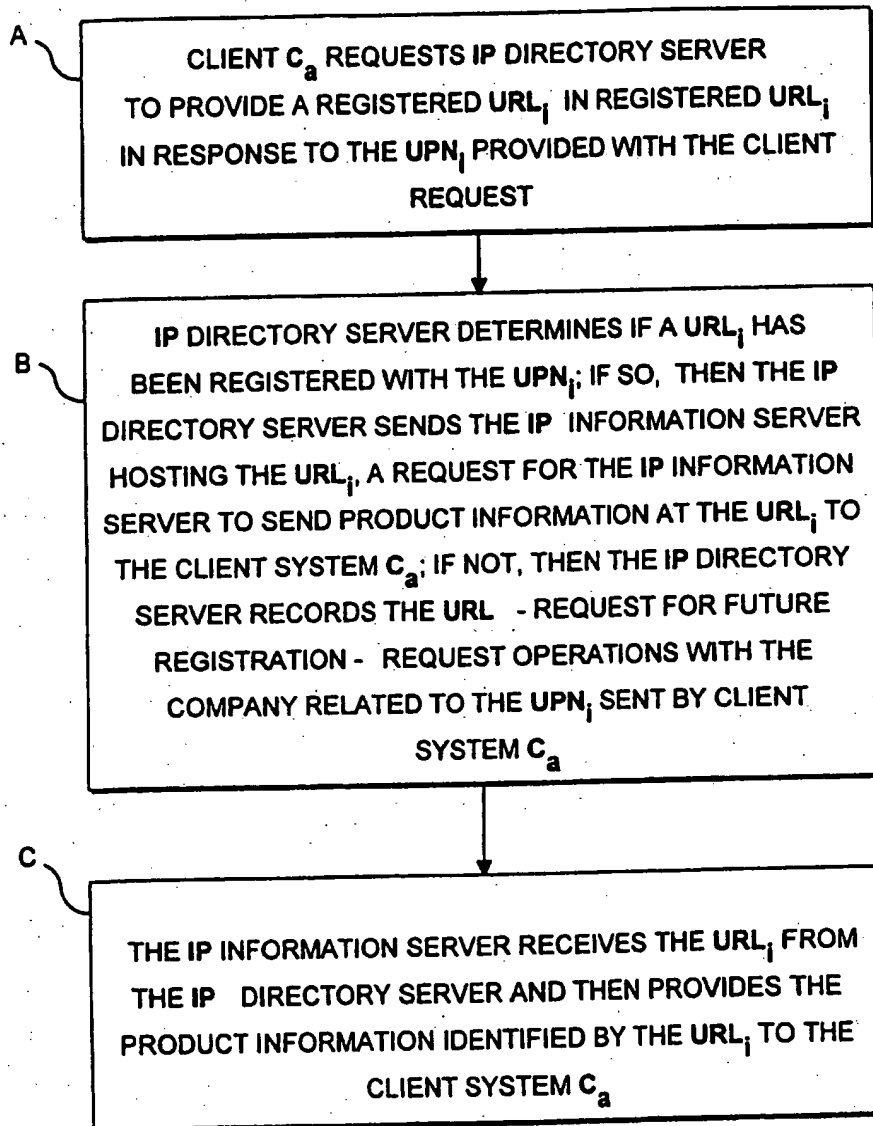 A
CLIENT Ca REQUESTS IP DIRECTORY SERVER
TO PROVIDE A REGISTERED URLi IN REGISTERED URLi
IN RESPONSE TO THE UPNi PROVIDED WITH THE CLIENT
REQUEST
B
IP DIRECTORY SERVER DETERMINES IF A URLi HAS
BEEN REGISTERED WITH THE UPNi; IF SO, THEN THE IP
DIRECTORY SERVER SENDS THE IP INFORMATION SERVER
HOSTING THE URLi, A REQUEST FOR THE IP INFORMATION
SERVER TO SEND PRODUCT INFORMATION AT THE URLi TO
THE CLIENT SYSTEM Ca; IF NOT, THEN THE IP DIRECTORY
SERVER RECORDS THE URL - REQUEST FOR FUTURE
REGISTRATION - REQUEST OPERATIONS WITH THE
COMPANY RELATED TO THE UPNi SENT BY CLIENT
SYSTEM Ca
C
THE IP INFORMATION SERVER RECEIVES THE URLi FROM
THE IP DIRECTORY SERVER AND THEN PROVIDES THE
PRODUCT INFORMATION IDENTIFIED BY THE URLi TO THE
CLIENT SYSTEM Ca